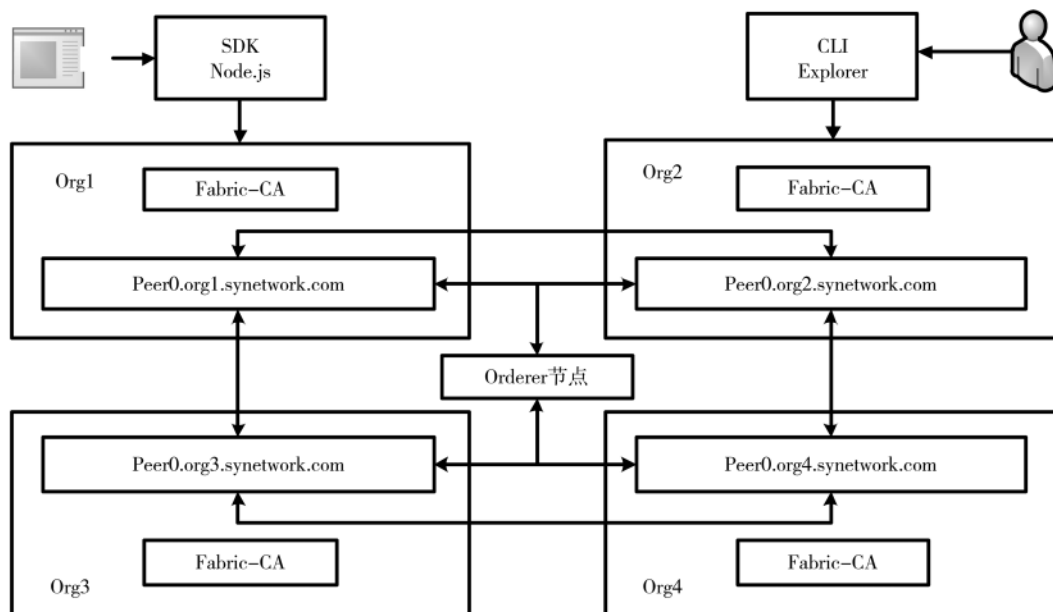 SDK
Node.js
CLI
Explorer
Org1
Fabric-CA
Org2
Fabric-CA
Peer0.org1.synetwork.com
Peer0.org2.synetwork.com
Orderer节点
Peer0.org3.synetwork.com
Peer0.org4.synetwork.com
Fabric-CA
Fabric-CA
Org3
Org4